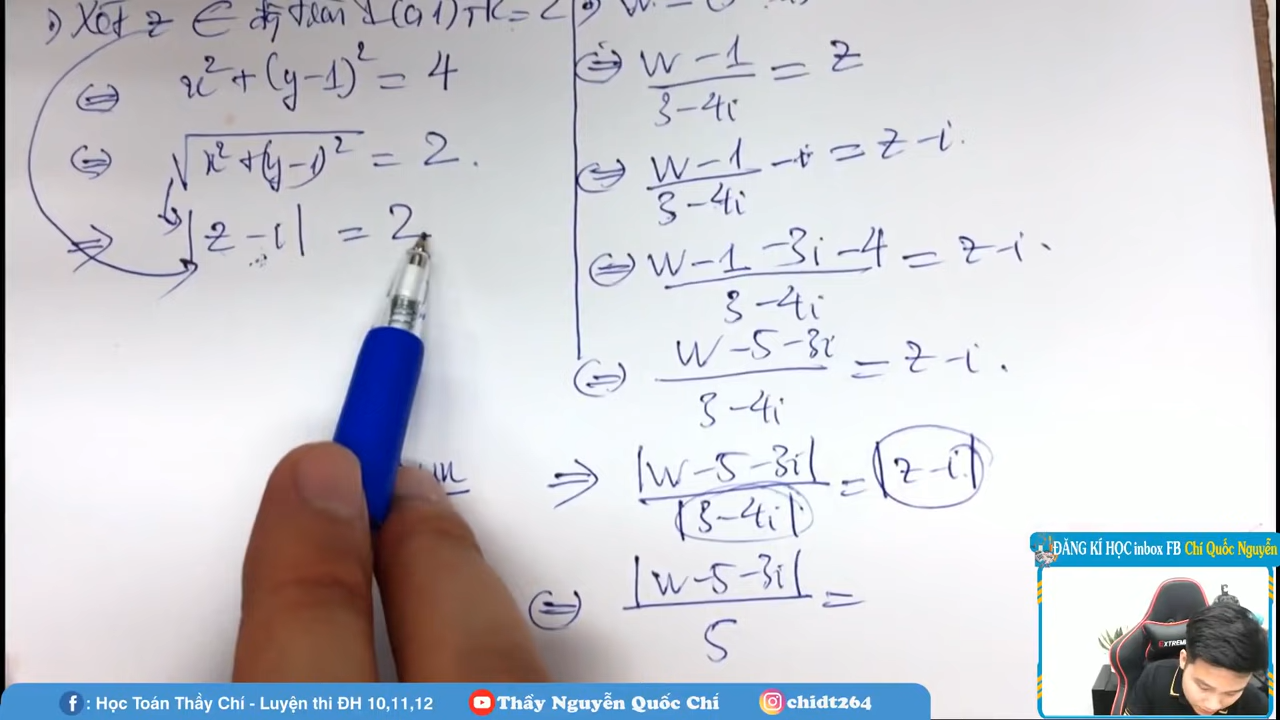 •) Xét z ∈ đg tròn I(0,1), R=2
⇔ x² + (y-1)² = 4
⇔ √(x² + (y-1)²) = 2.
⇒ |z - i| = 2
⇔ (w - 1)/(3 - 4i) = z
⇔ (w - 1)/(3 - 4i) - i = z - i.
⇔ (w - 1 - 3i - 4)/(3 - 4i) = z - i.
⇔ (w - 5 - 3i)/(3 - 4i) = z - i.
⇒ |w - 5 - 3i|/|3 - 4i| = |z - i|
⇔ |w - 5 - 3i|/5 =
ĐĂNG KÍ HỌC inbox FB Chí Quốc Nguyễn
EXTREME
: Học Toán Thầy Chí - Luyện thi ĐH 10,11,12
Thầy Nguyễn Quốc Chí
chidt264